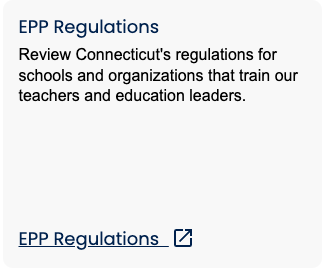 EPP Regulations
Review Connecticut's regulations for
schools and organizations that train our
teachers and education leaders.
EPP Regulations